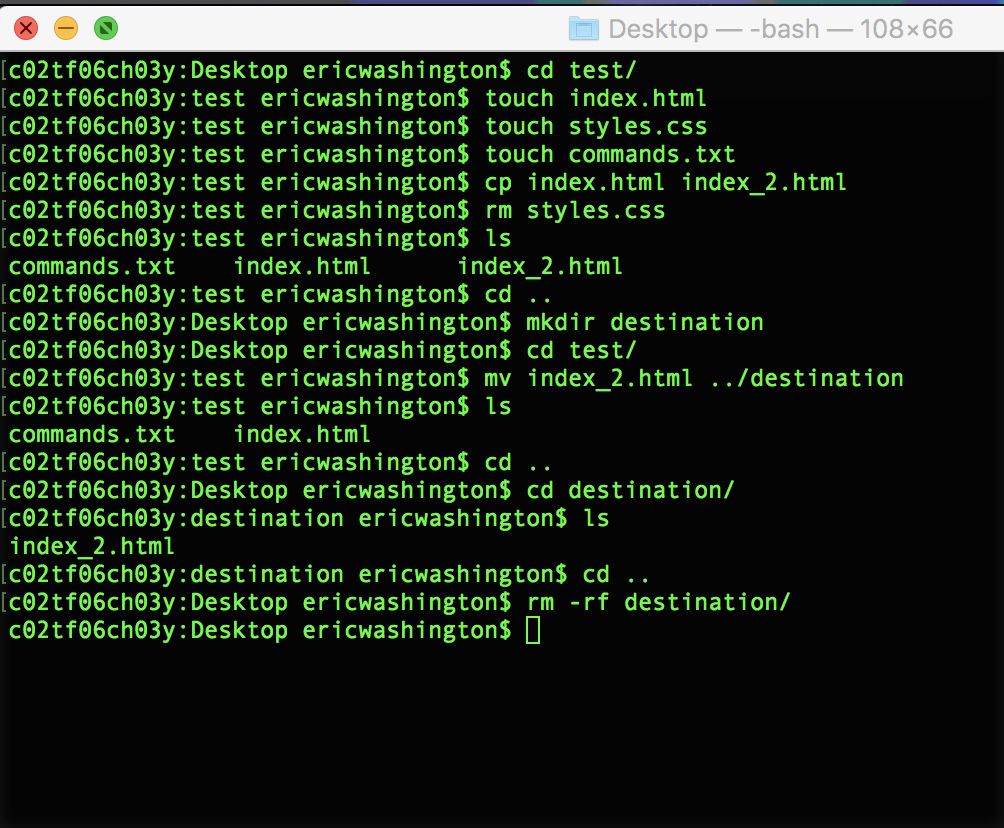 Desktop — -bash — 108×66
[c02tf06ch03y:Desktop ericwashington$ cd test/
[c02tf06ch03y:test ericwashington$ touch index.html
[c02tf06ch03y:test ericwashington$ touch styles.css
[c02tf06ch03y:test ericwashington$ touch commands.txt
[c02tf06ch03y:test ericwashington$ cp index.html index_2.html
[c02tf06ch03y:test ericwashington$ rm styles.css
[c02tf06ch03y:test ericwashington$ ls
commands.txt    index.html      index_2.html
[c02tf06ch03y:test ericwashington$ cd ..
[c02tf06ch03y:Desktop ericwashington$ mkdir destination
[c02tf06ch03y:Desktop ericwashington$ cd test/
[c02tf06ch03y:test ericwashington$ mv index_2.html ../destination
[c02tf06ch03y:test ericwashington$ ls
commands.txt    index.html
[c02tf06ch03y:test ericwashington$ cd ..
[c02tf06ch03y:Desktop ericwashington$ cd destination/
[c02tf06ch03y:destination ericwashington$ ls
index_2.html
[c02tf06ch03y:destination ericwashington$ cd ..
[c02tf06ch03y:Desktop ericwashington$ rm -rf destination/
c02tf06ch03y:Desktop ericwashington$